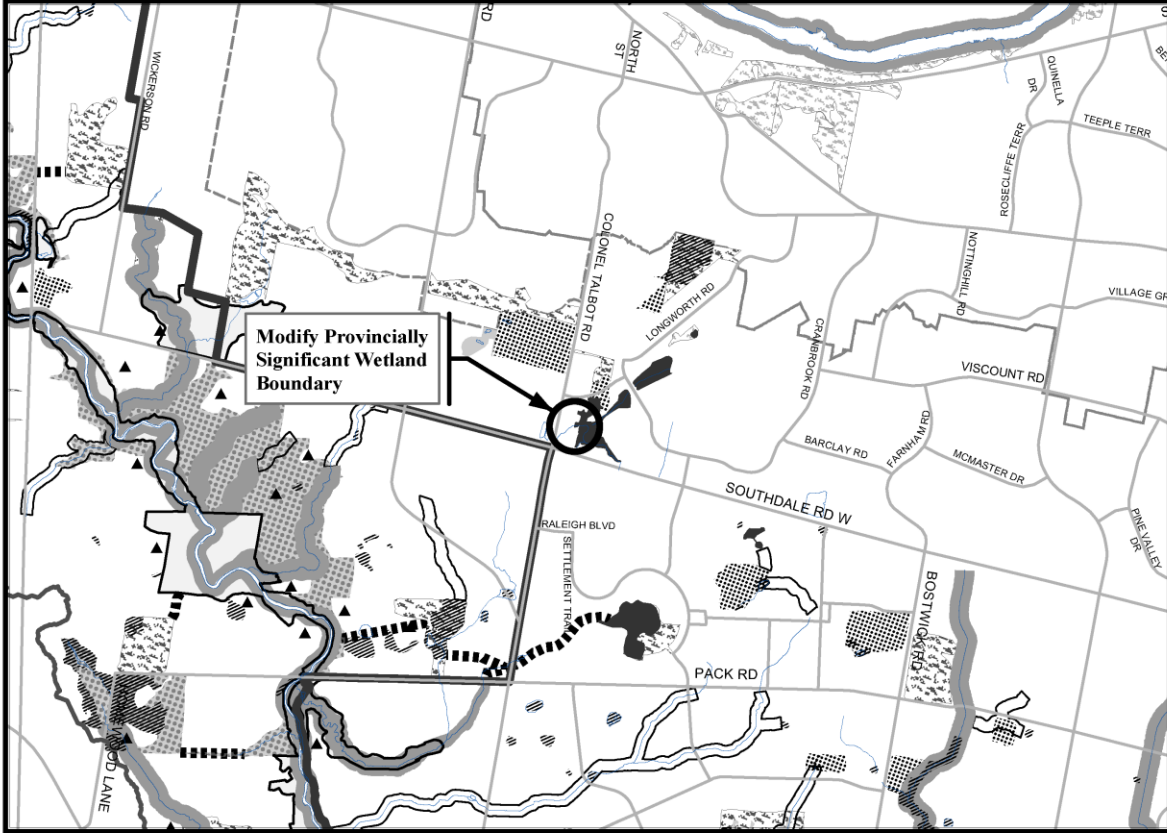 RD
WICKERSON RD
NORTH
ST
QUINELLA
DR
TEEPLE TERR
ROSECLIFFE TERR
COLONEL TALBOT RD
NOTTINGHILL RD
LONGWORTH RD
VILLAGE GR
CRANBROOK RD
Modify Provincially
Significant Wetland
Boundary
VISCOUNT RD
FARNHAM RD
BARCLAY RD
MCMASTER DR
SOUTHDALE RD W
PINE VALLEY
DR
RALEIGH BLVD
SETTLEMENT TRAIL
BOSTWICK RD
PACK RD
LANE